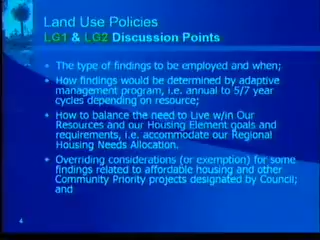 Land Use Policies
LG1 & LG2 Discussion Points
The type of findings to be employed and when;
How findings would be determined by adaptive
management program, i.e. annual to 5/7 year
cycles depending on resource;
How to balance the need to Live w/in Our
Resources and our Housing Element goals and
requirements, i.e. accommodate our Regional
Housing Needs Allocation.
Overriding considerations (or exemption) for some
findings related to affordable housing and other
Community Priority projects designated by Council;
and
4